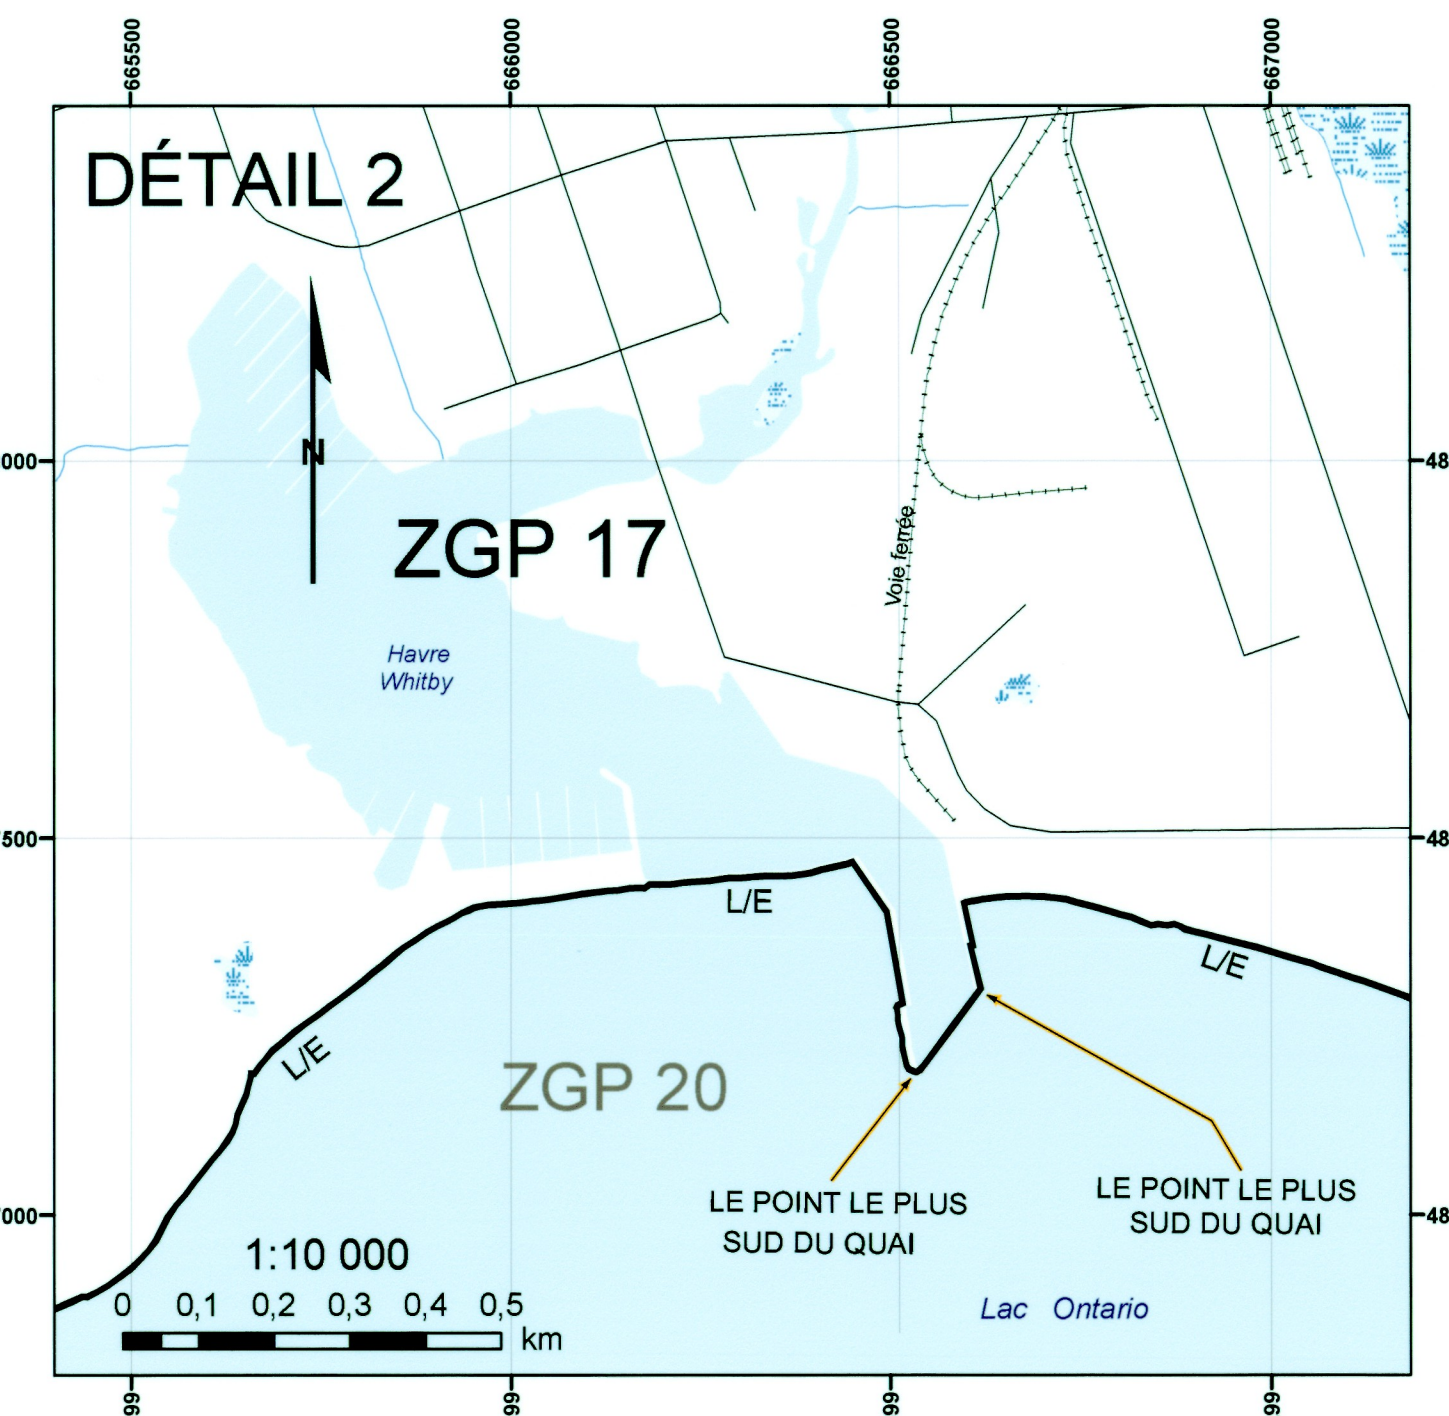 665500
666000
666500
667000
DÉTAIL 2
N
000
48
ZGP 17
Voie ferrée
Havre
Whitby
500
48
L/E
L/E
L/E
ZGP 20
LE POINT LE PLUS
SUD DU QUAI
LE POINT LE PLUS
SUD DU QUAI
000
48
1:10 000
0 0,1 0,2 0,3 0,4 0,5
km
Lac Ontario
99
99
99
99